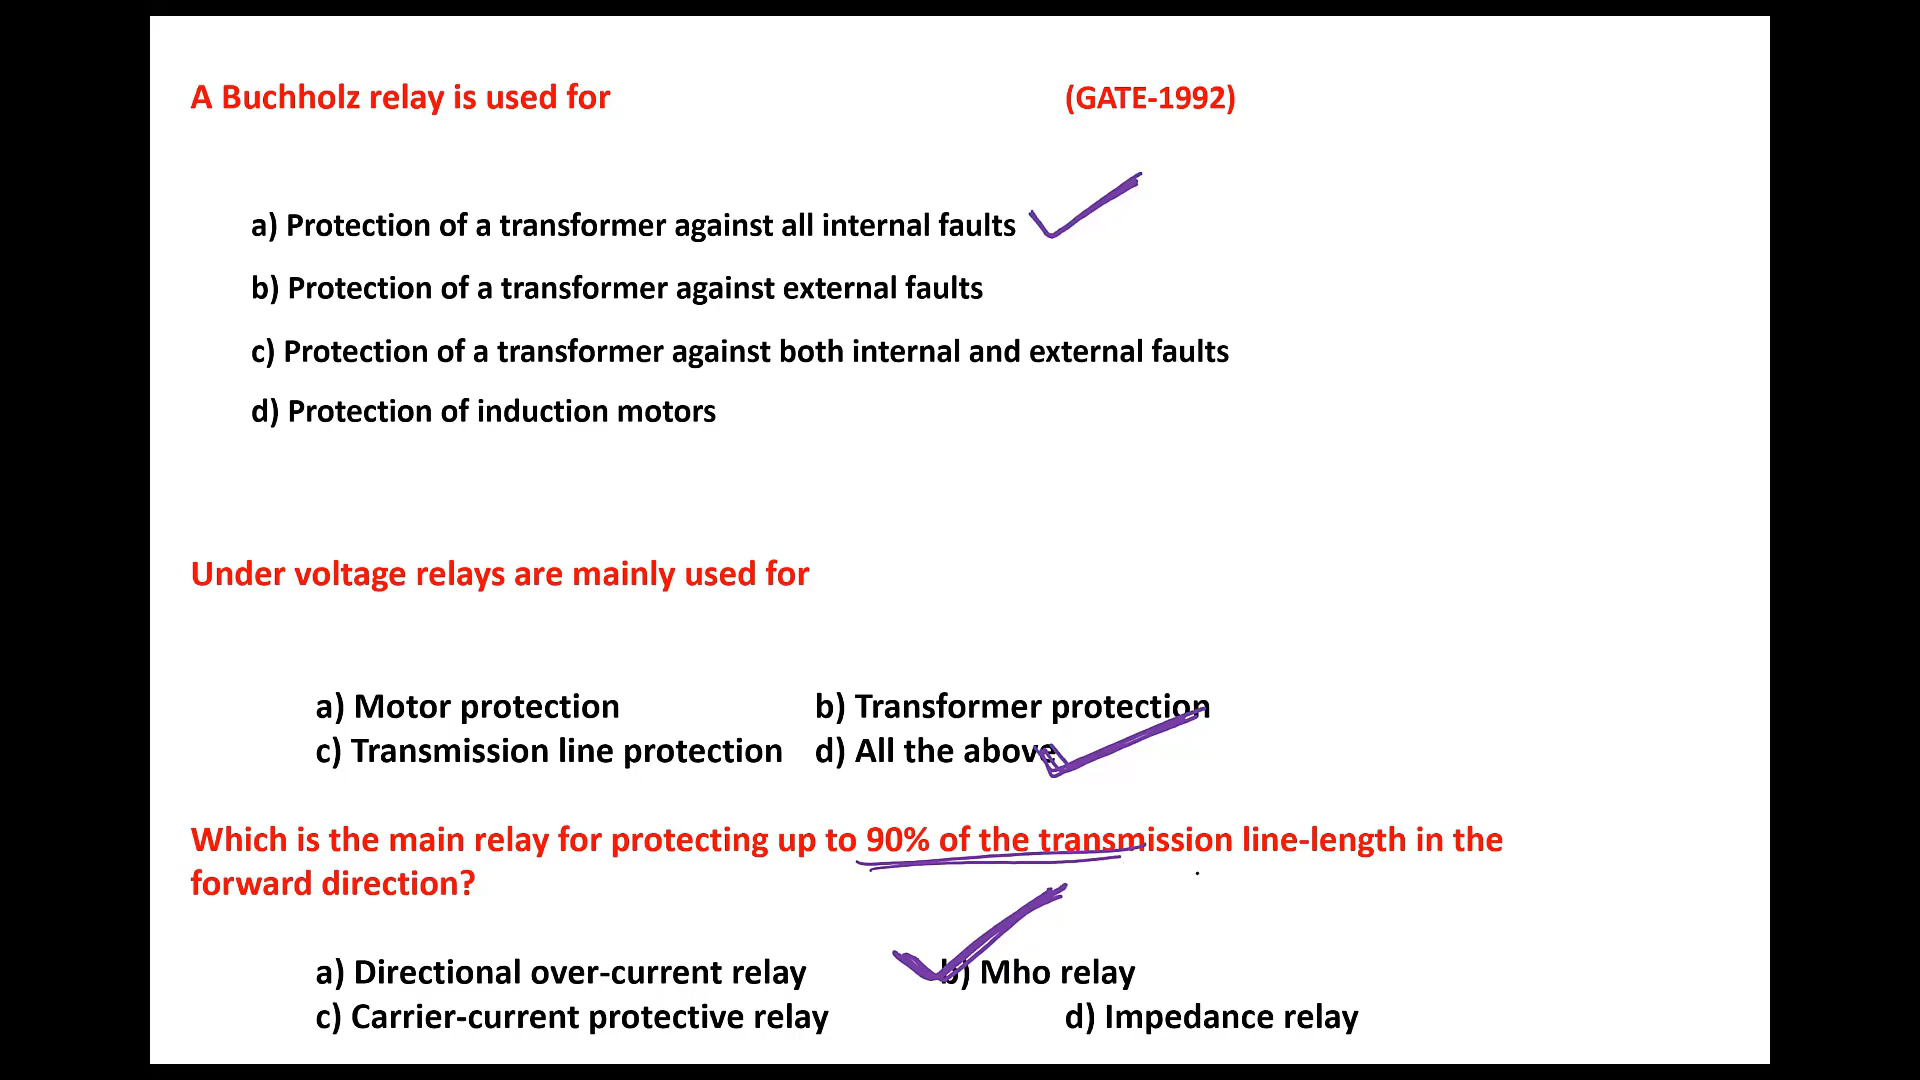 A Buchholz relay is used for (GATE-1992)
a) Protection of a transformer against all internal faults
b) Protection of a transformer against external faults
c) Protection of a transformer against both internal and external faults
d) Protection of induction motors
Under voltage relays are mainly used for
a) Motor protection b) Transformer protection
c) Transmission line protection d) All the above
Which is the main relay for protecting up to 90% of the transmission line-length in the
forward direction?
a) Directional over-current relay b) Mho relay
c) Carrier-current protective relay d) Impedance relay